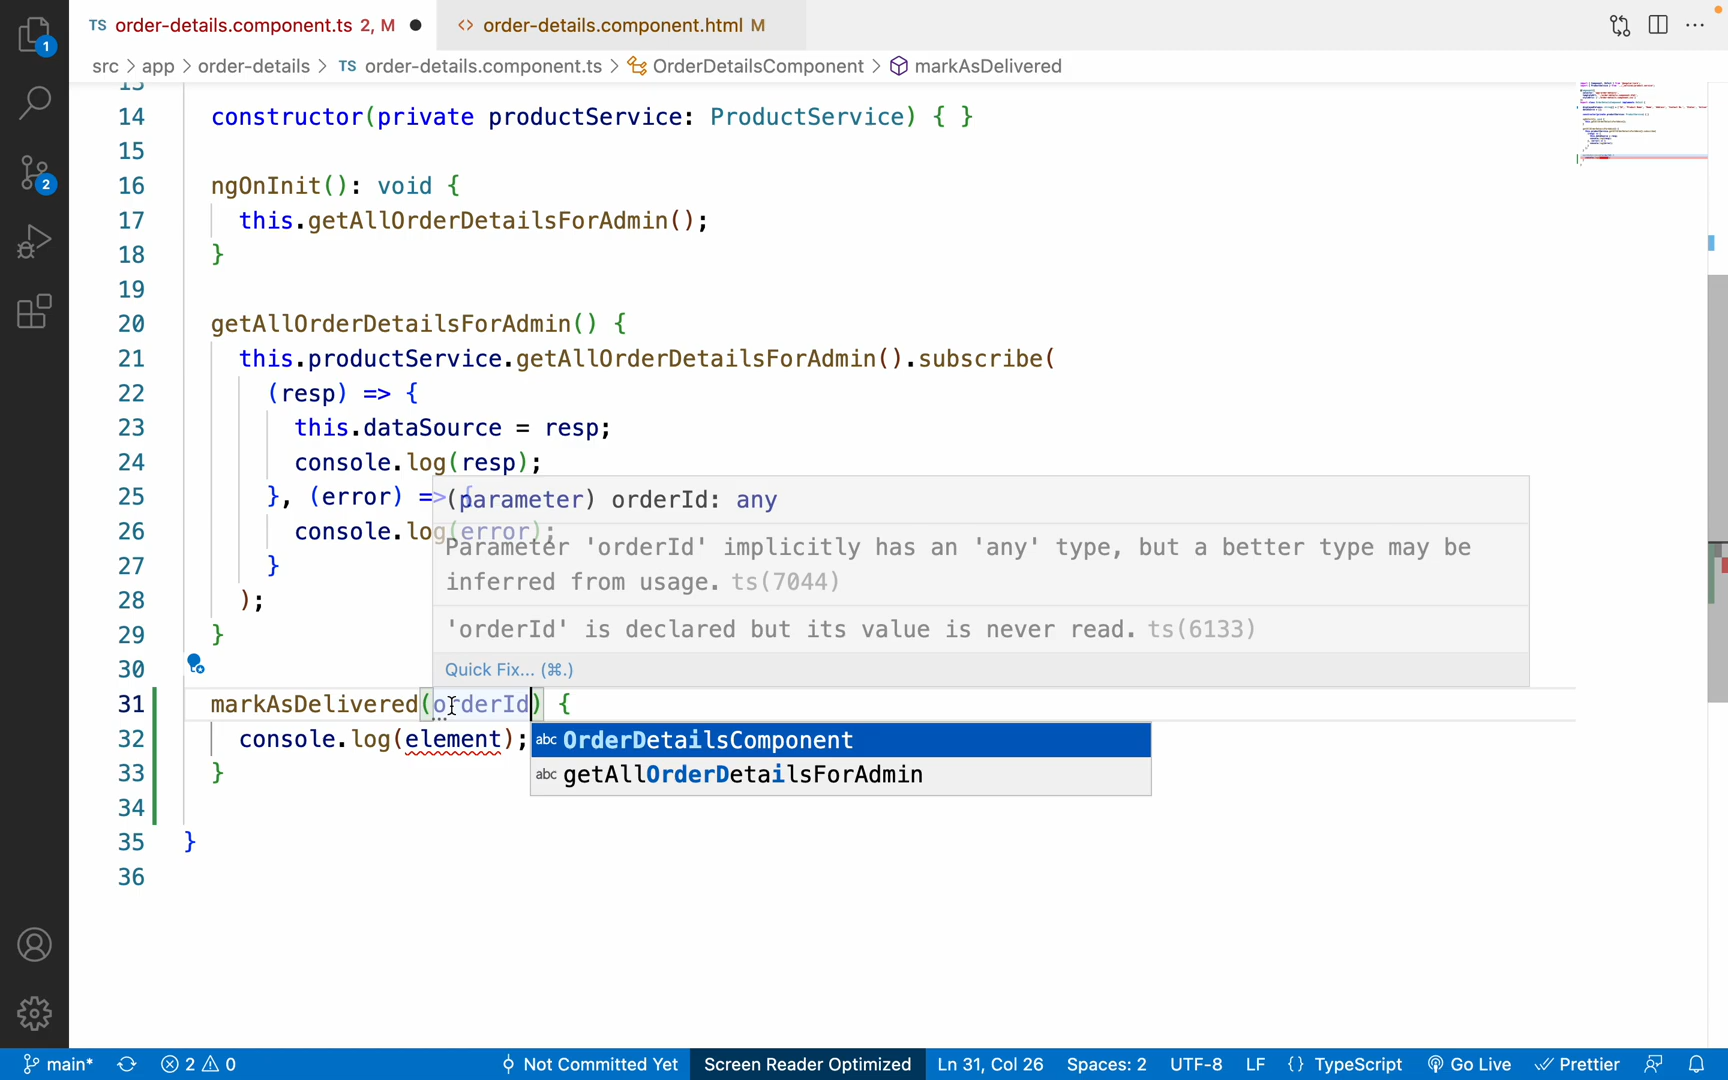 TS order-details.component.ts 2, M ● <> order-details.component.html M
1
src > app > order-details > TS order-details.component.ts > OrderDetailsComponent > markAsDelivered
13
14 constructor(private productService: ProductService) { }
15
16 ngOnInit(): void {
17 this.getAllOrderDetailsForAdmin();
18 }
19
20 getAllOrderDetailsForAdmin() {
21 this.productService.getAllOrderDetailsForAdmin().subscribe(
22 (resp) => {
23 this.dataSource = resp;
24 console.log(resp);
25 }, (error) => {
26 console.log(error);
27 }
28 );
29 }
30
31 markAsDelivered(orderId) {
32 console.log(element);
33 }
34
35 }
36
2
(parameter) orderId: any
Parameter 'orderId' implicitly has an 'any' type, but a better type may be
inferred from usage. ts(7044)
'orderId' is declared but its value is never read. ts(6133)
Quick Fix... (⌘.)
abc OrderDetailsComponent
abc getAllOrderDetailsForAdmin
main* 2 0 Not Committed Yet Screen Reader Optimized Ln 31, Col 26 Spaces: 2 UTF-8 LF {} TypeScript Go Live Prettier